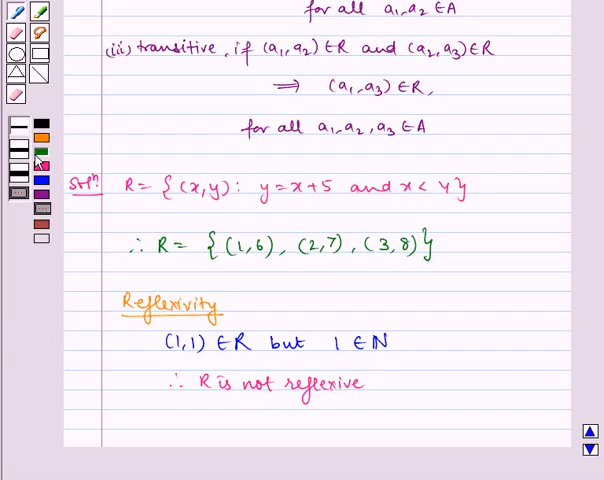 for all a₁,a₂ ∈ A
(iii) transitive, if (a₁,a₂) ∈ R and (a₂,a₃) ∈ R
⟹ (a₁,a₃) ∈ R,
for all a₁,a₂,a₃ ∈ A
Solⁿ. R = {(x,y): y = x+5 and x < 4}
∴ R = {(1,6), (2,7), (3,8)}
Reflexivity
(1,1) ∈ R but 1 ∈ N
∴ R is not reflexive